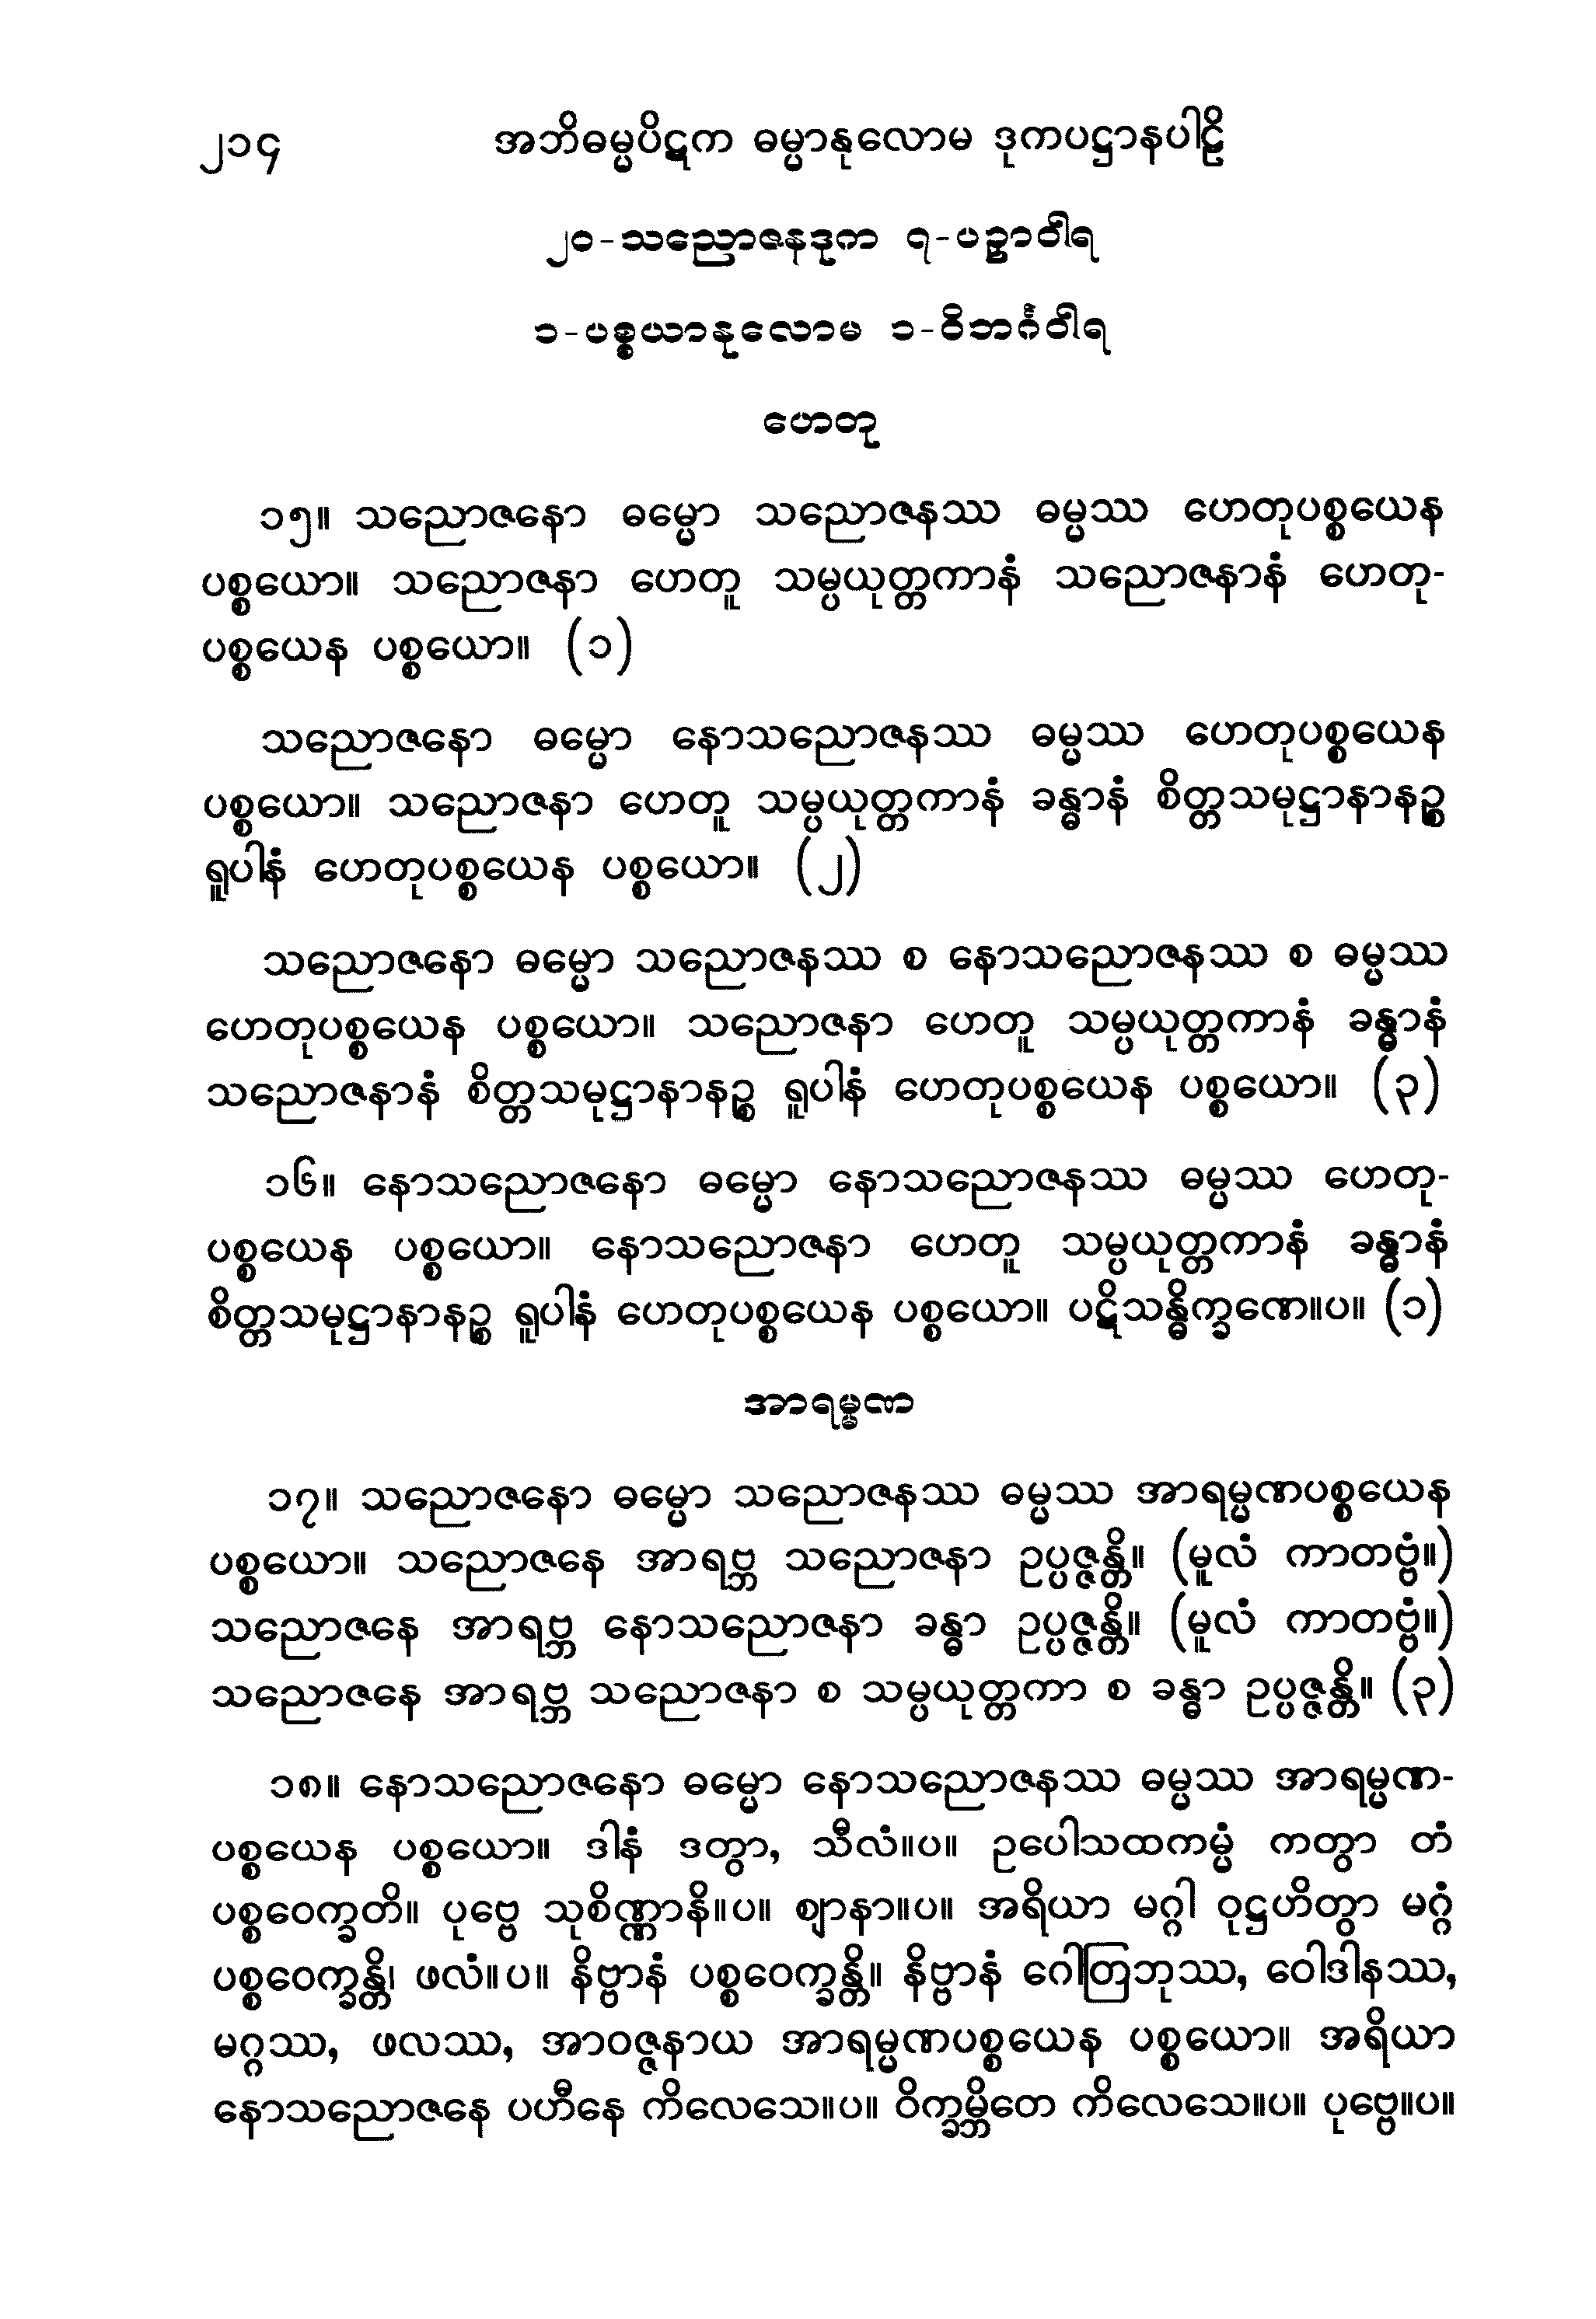 ၂၁၄ အဘိဓမ္မပိဋက ဓမ္မာနုလောမ ဒုကပဋ္ဌာနပါဠိ
၂၀-သညောဇနဒုက ၇-ပဉှာဝါရ
၁-ပစ္စယာနုလောမ ၁-ဝိဘင်္ဂဝါရ
ဟေတု
၁၅။ သညောဇနော ဓမ္မော သညောဇနဿ ဓမ္မဿ ဟေတုပစ္စယေန
ပစ္စယော။ သညောဇနာ ဟေတူ သမ္ပယုတ္တကာနံ သညောဇနာနံ ဟေတု-
ပစ္စယေန ပစ္စယော။ (၁)
သညောဇနော ဓမ္မော နောသညောဇနဿ ဓမ္မဿ ဟေတုပစ္စယေန
ပစ္စယော။ သညောဇနာ ဟေတူ သမ္ပယုတ္တကာနံ ခန္ဓာနံ စိတ္တသမုဋ္ဌာနာနဉ္စ
ရူပါနံ ဟေတုပစ္စယေန ပစ္စယော။ (၂)
သညောဇနော ဓမ္မော သညောဇနဿ စ နောသညောဇနဿ စ ဓမ္မဿ
ဟေတုပစ္စယေန ပစ္စယော။ သညောဇနာ ဟေတူ သမ္ပယုတ္တကာနံ ခန္ဓာနံ
သညောဇနာနံ စိတ္တသမုဋ္ဌာနာနဉ္စ ရူပါနံ ဟေတုပစ္စယေန ပစ္စယော။ (၃)
၁၆။ နောသညောဇနော ဓမ္မော နောသညောဇနဿ ဓမ္မဿ ဟေတု-
ပစ္စယေန ပစ္စယော။ နောသညောဇနာ ဟေတူ သမ္ပယုတ္တကာနံ ခန္ဓာနံ
စိတ္တသမုဋ္ဌာနာနဉ္စ ရူပါနံ ဟေတုပစ္စယေန ပစ္စယော။ ပဋိသန္ဓိက္ခဏေ။ပ။ (၁)
အာရမ္မဏ
၁၇။ သညောဇနော ဓမ္မော သညောဇနဿ ဓမ္မဿ အာရမ္မဏပစ္စယေန
ပစ္စယော။ သညောဇနေ အာရဗ္ဘ သညောဇနာ ဥပ္ပဇ္ဇန္တိ။ (မူလံ ကာတဗ္ဗံ။)
သညောဇနေ အာရဗ္ဘ နောသညောဇနာ ခန္ဓာ ဥပ္ပဇ္ဇန္တိ။ (မူလံ ကာတဗ္ဗံ။)
သညောဇနေ အာရဗ္ဘ သညောဇနာ စ သမ္ပယုတ္တကာ စ ခန္ဓာ ဥပ္ပဇ္ဇန္တိ။ (၃)
၁၈။ နောသညောဇနော ဓမ္မော နောသညောဇနဿ ဓမ္မဿ အာရမ္မဏ-
ပစ္စယေန ပစ္စယော။ ဒါနံ ဒတွာ, သီလံ။ပ။ ဥပေါသထကမ္မံ ကတွာ တံ
ပစ္စဝေက္ခတိ။ ပုဗ္ဗေ သုစိဏ္ဏာနိ။ပ။ ဈာနာ။ပ။ အရိယာ မဂ္ဂါ ဝုဋ္ဌဟိတွာ မဂ္ဂံ
ပစ္စဝေက္ခန္တိ၊ ဖလံ။ပ။ နိဗ္ဗာနံ ပစ္စဝေက္ခန္တိ။ နိဗ္ဗာနံ ဂေါတြဘုဿ, ဝေါဒါနဿ,
မဂ္ဂဿ, ဖလဿ, အာဝဇ္ဇနာယ အာရမ္မဏပစ္စယေန ပစ္စယော။ အရိယာ
နောသညောဇနေ ပဟီနေ ကိလေသေ။ပ။ ဝိက္ခမ္ဘိတေ ကိလေသေ။ပ။ ပုဗ္ဗေ။ပ။